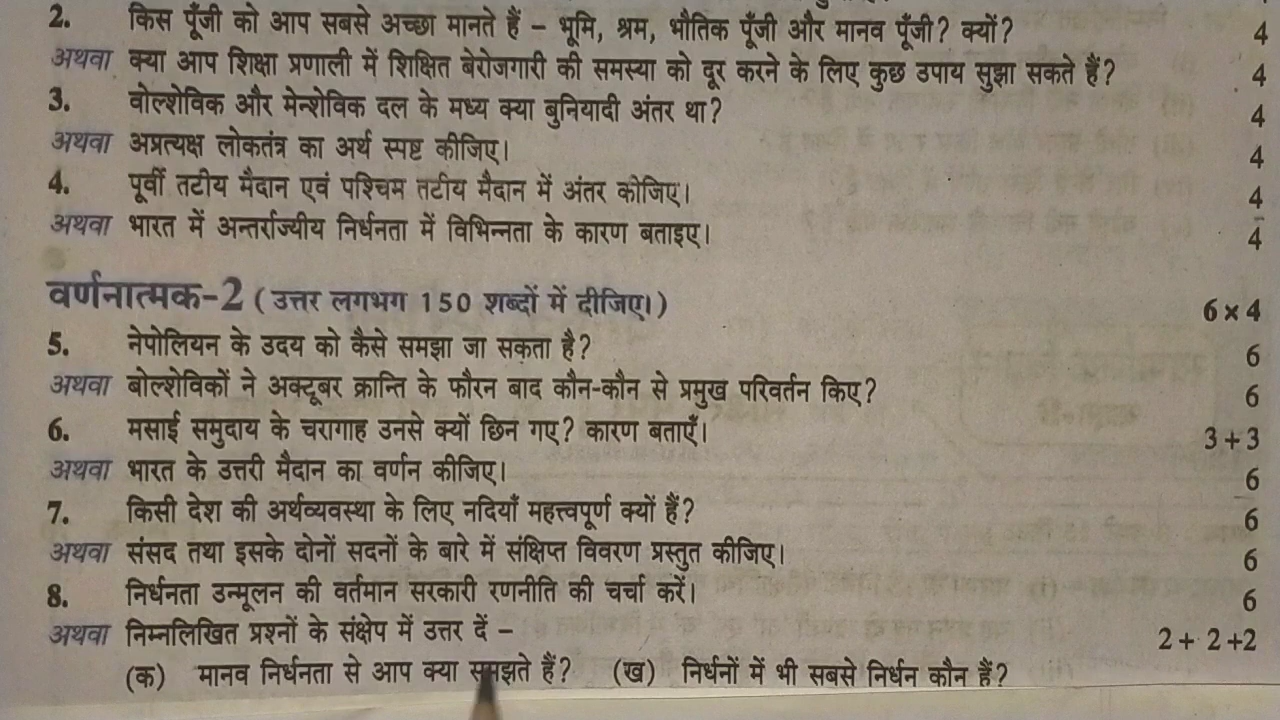 2. किस पूँजी को आप सबसे अच्छा मानते हैं – भूमि, श्रम, भौतिक पूँजी और मानव पूँजी? क्यों? 4
अथवा क्या आप शिक्षा प्रणाली में शिक्षित बेरोजगारी की समस्या को दूर करने के लिए कुछ उपाय सुझा सकते हैं? 4
3. वोल्शेविक और मेन्शेविक दल के मध्य क्या बुनियादी अंतर था? 4
अथवा अप्रत्यक्ष लोकतंत्र का अर्थ स्पष्ट कीजिए। 4
4. पूर्वी तटीय मैदान एवं पश्चिम तटीय मैदान में अंतर कीजिए। 4
अथवा भारत में अन्तर्राज्यीय निर्धनता में विभिन्नता के कारण बताइए। 4
वर्णनात्मक-2 ( उत्तर लगभग 150 शब्दों में दीजिए। ) 6 × 4
5. नेपोलियन के उदय को कैसे समझा जा सकता है? 6
अथवा बोल्शेविकों ने अक्टूबर क्रान्ति के फौरन बाद कौन-कौन से प्रमुख परिवर्तन किए? 6
6. मसाई समुदाय के चरागाह उनसे क्यों छिन गए? कारण बताएँ। 3 + 3
अथवा भारत के उत्तरी मैदान का वर्णन कीजिए। 6
7. किसी देश की अर्थव्यवस्था के लिए नदियाँ महत्त्वपूर्ण क्यों हैं? 6
अथवा संसद तथा इसके दोनों सदनों के बारे में संक्षिप्त विवरण प्रस्तुत कीजिए। 6
8. निर्धनता उन्मूलन की वर्तमान सरकारी रणनीति की चर्चा करें। 6
अथवा निम्नलिखित प्रश्नों के संक्षेप में उत्तर दें – 2 + 2 +2
(क) मानव निर्धनता से आप क्या समझते हैं? (ख) निर्धनों में भी सबसे निर्धन कौन हैं?